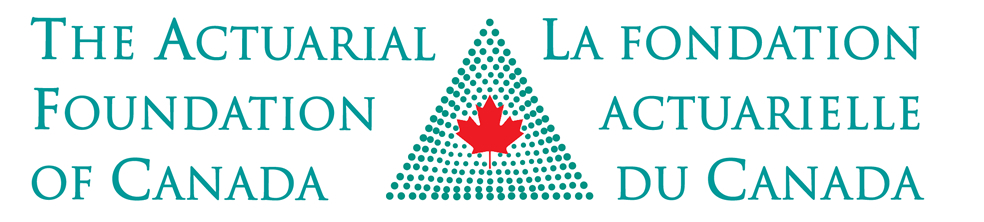 The Actuarial
Foundation
of Canada
La fondation
actuarielle
du Canada